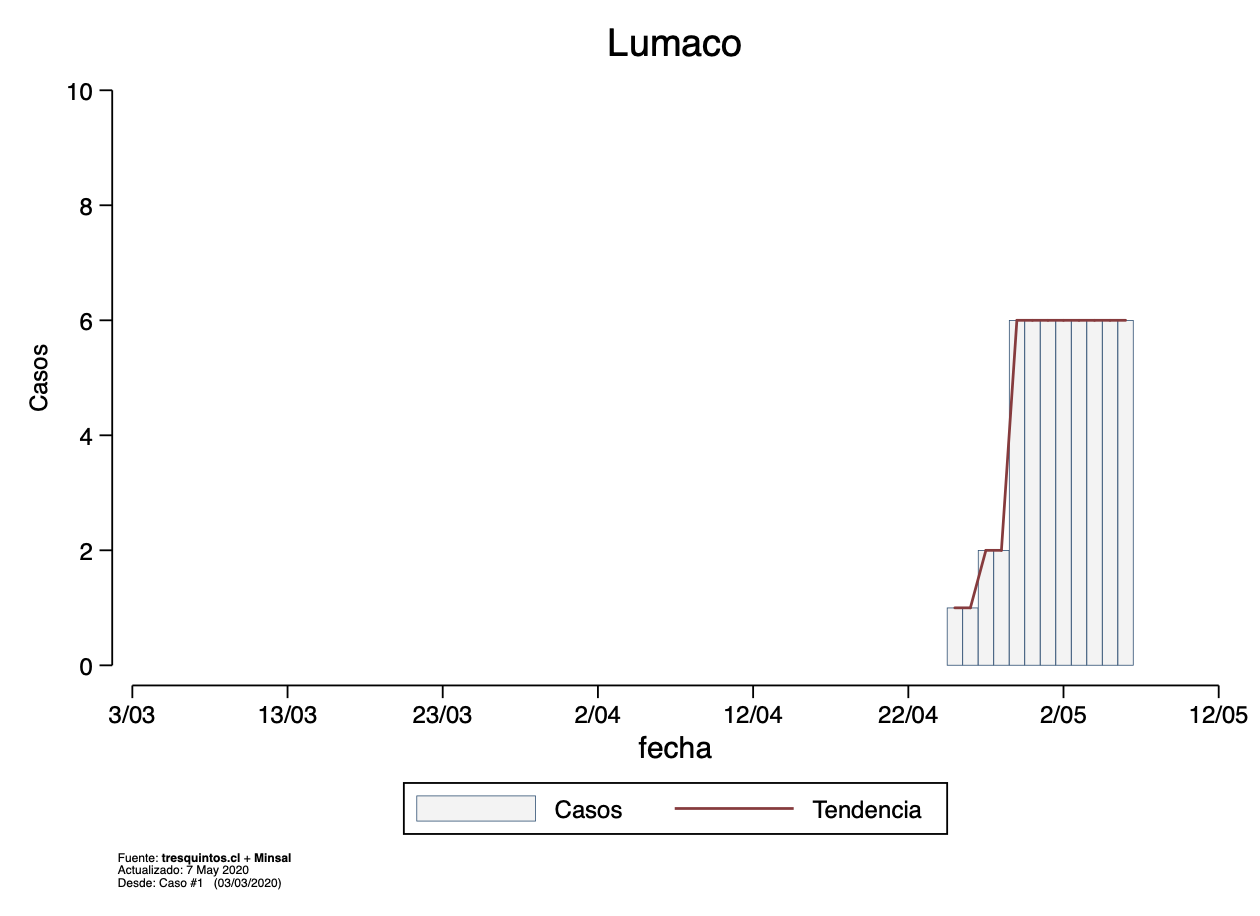 Lumaco
10
8
6
4
2
0
Casos
3/03 13/03 23/03 2/04 12/04 22/04 2/05 12/05
fecha
Casos Tendencia
Fuente: tresquintos.cl + Minsal
Actualizado: 7 May 2020
Desde: Caso #1 (03/03/2020)